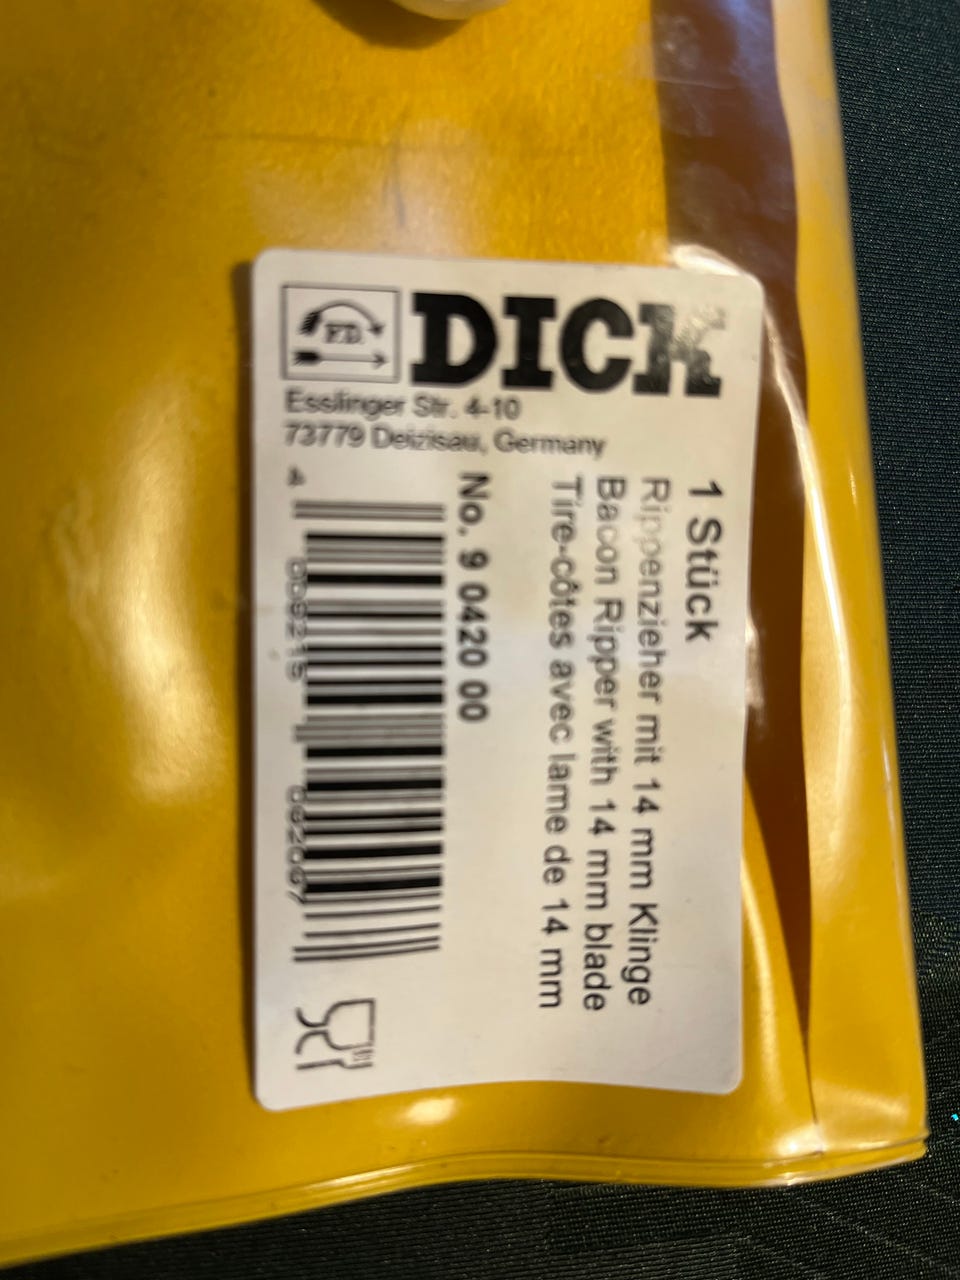 F.D.
DICK
Esslinger Str. 4-10
73779 Deizisau, Germany
1 Stück
Rippenzieher mit 14 mm Klinge
Bacon Ripper with 14 mm blade
Tire-côtes avec lame de 14 mm
No. 9 0420 00
4